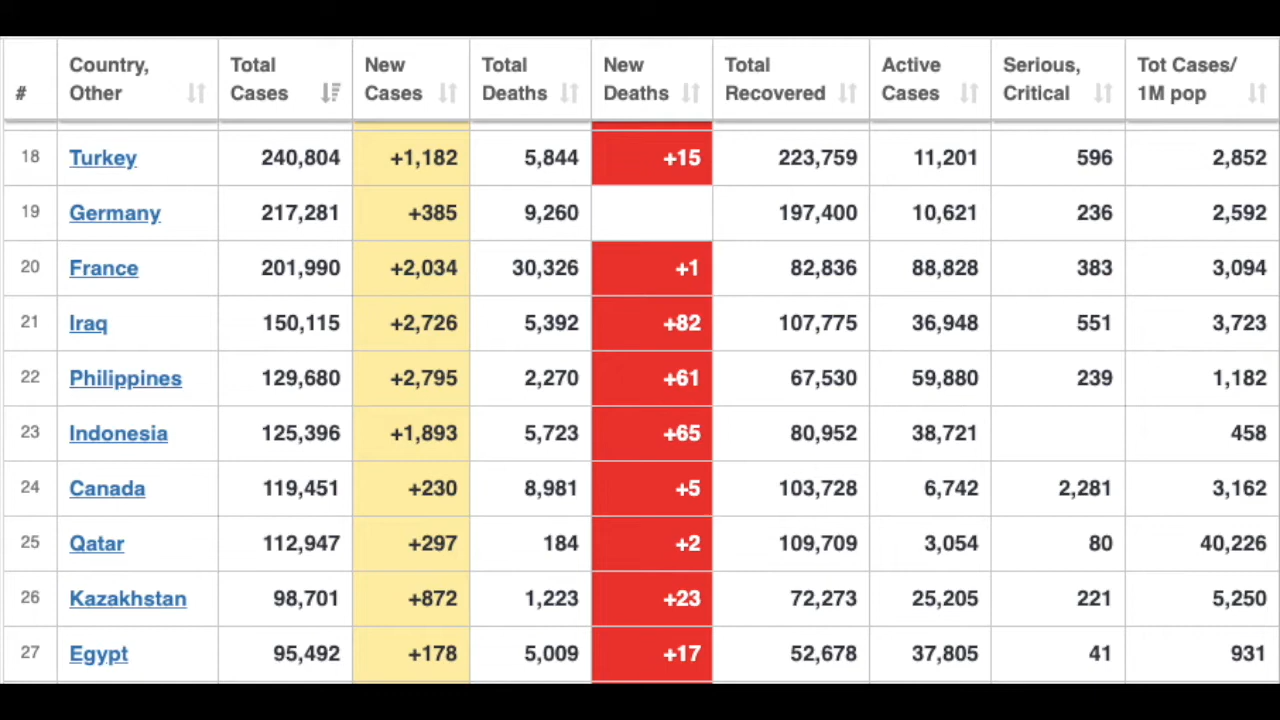 # Country, Other Total Cases New Cases Total Deaths New Deaths Total Recovered Active Cases Serious, Critical Tot Cases/ 1M pop
18 Turkey 240,804 +1,182 5,844 +15 223,759 11,201 596 2,852
19 Germany 217,281 +385 9,260 197,400 10,621 236 2,592
20 France 201,990 +2,034 30,326 +1 82,836 88,828 383 3,094
21 Iraq 150,115 +2,726 5,392 +82 107,775 36,948 551 3,723
22 Philippines 129,680 +2,795 2,270 +61 67,530 59,880 239 1,182
23 Indonesia 125,396 +1,893 5,723 +65 80,952 38,721 458
24 Canada 119,451 +230 8,981 +5 103,728 6,742 2,281 3,162
25 Qatar 112,947 +297 184 +2 109,709 3,054 80 40,226
26 Kazakhstan 98,701 +872 1,223 +23 72,273 25,205 221 5,250
27 Egypt 95,492 +178 5,009 +17 52,678 37,805 41 931